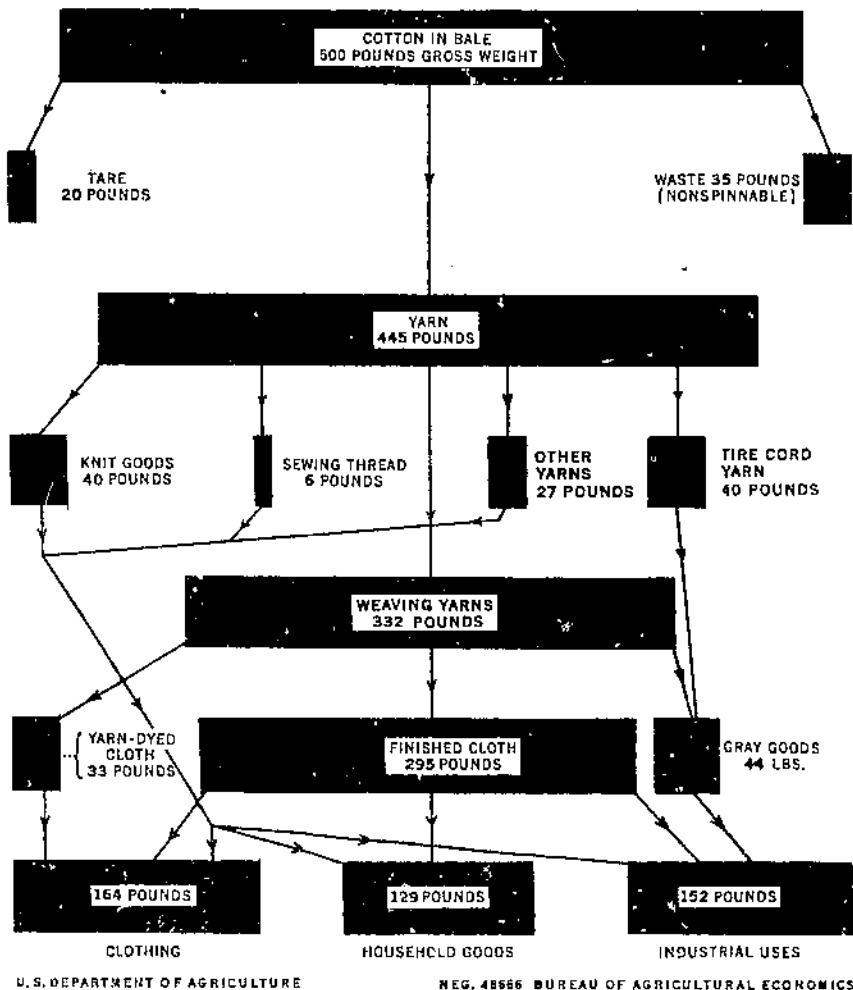 COTTON IN BALE
500 POUNDS GROSS WEIGHT
TARE
20 POUNDS
WASTE 35 POUNDS
(NONSPINNABLE)
YARN
445 POUNDS
KNIT GOODS
40 POUNDS
SEWING THREAD
6 POUNDS
OTHER
YARNS
27 POUNDS
TIRE CORD
YARN
40 POUNDS
WEAVING YARNS
332 POUNDS
YARN-DYED
CLOTH
33 POUNDS
FINISHED CLOTH
295 POUNDS
GRAY GOODS
44 LBS.
164 POUNDS
129 POUNDS
152 POUNDS
CLOTHING
HOUSEHOLD GOODS
INDUSTRIAL USES
U.S. DEPARTMENT OF AGRICULTURE
NEG. BUREAU OF AGRICULTURAL ECONOMICS